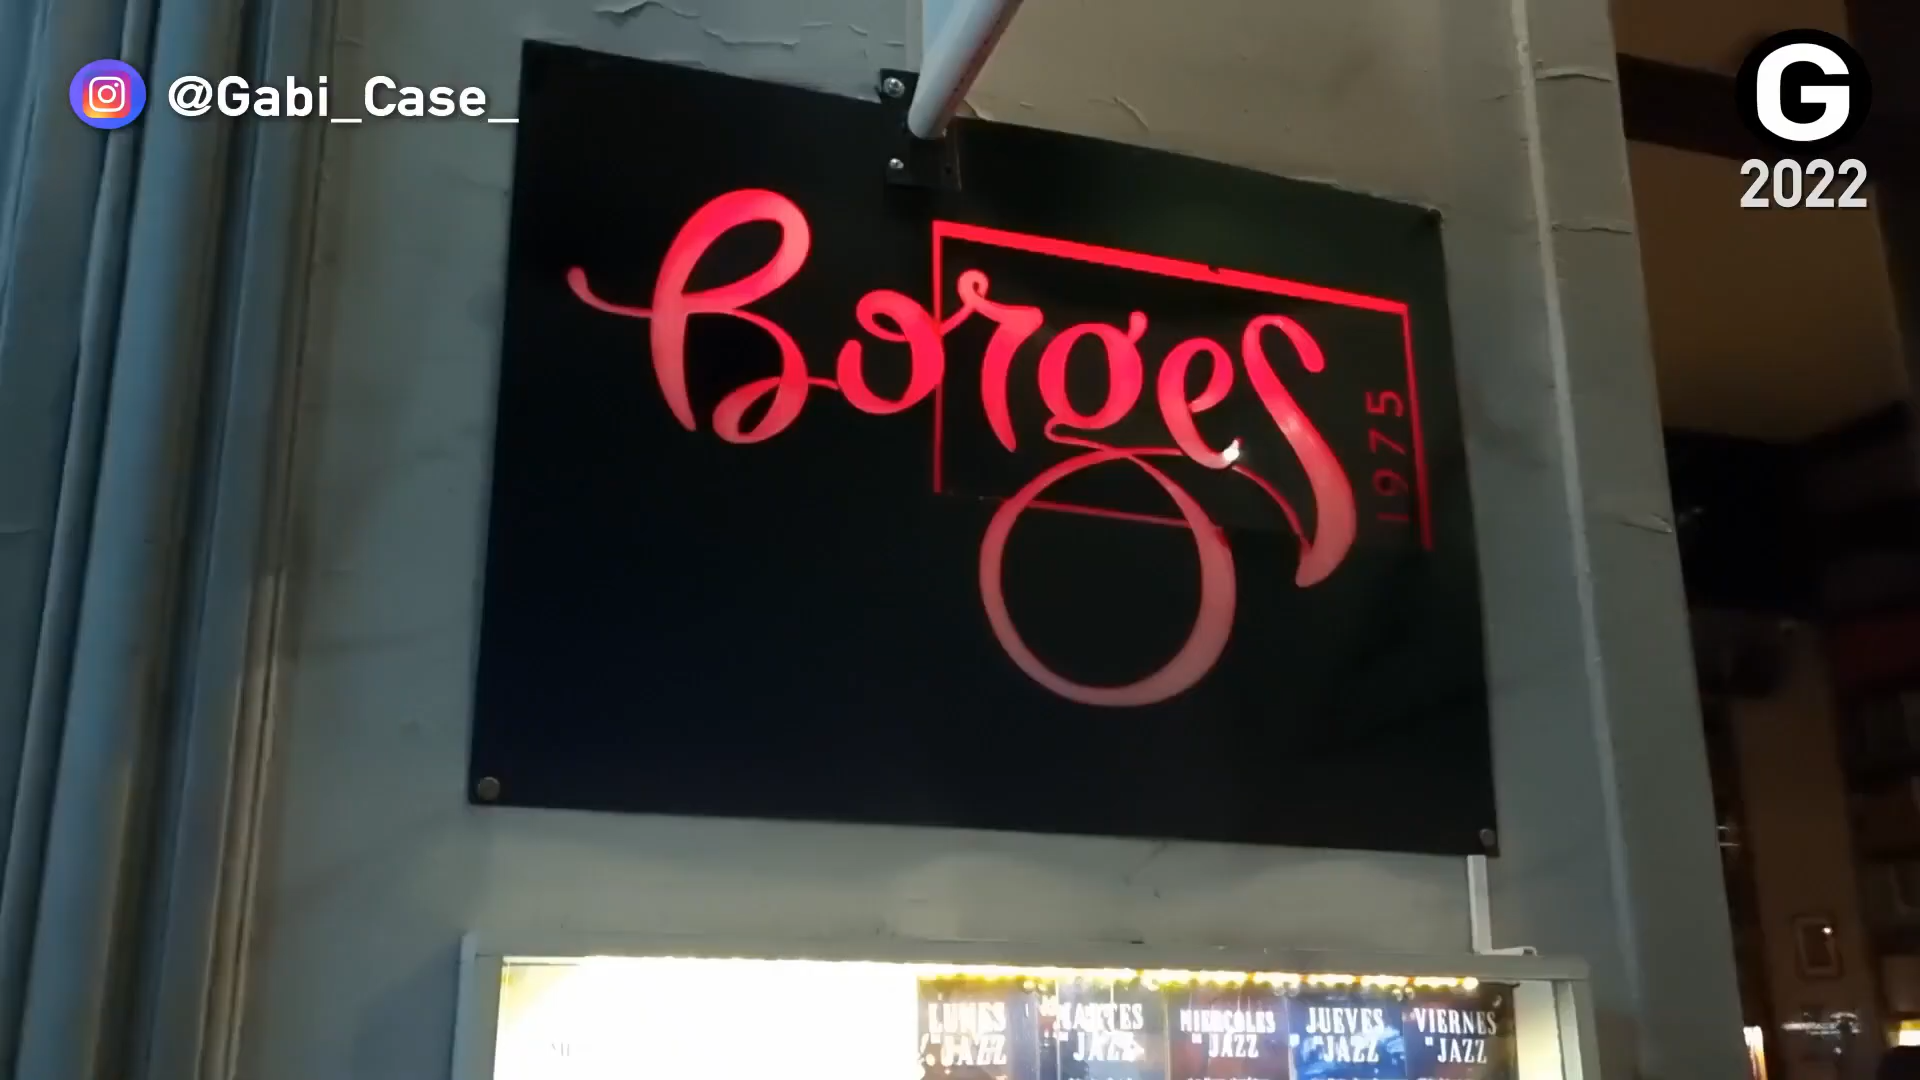 @Gabi_Case_
G
2022
Borges
1975
LUNES
JAZZ
MARTES
JAZZ
MIERCOLES
JAZZ
JUEVES
JAZZ
VIERNES
JAZZ